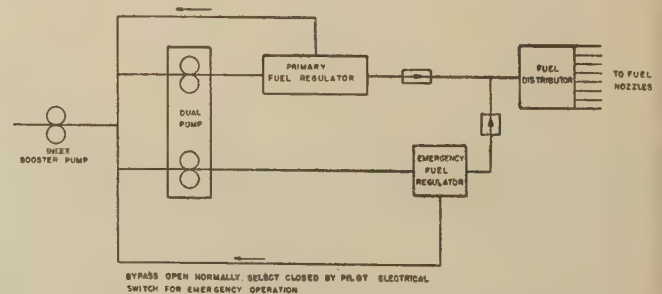 PRIMARY
FUEL REGULATOR
FUEL
DISTRIBUTOR
TO FUEL
NOZZLES
DUAL
PUMP
INLET
BOOSTER PUMP
EMERGENCY
FUEL
REGULATOR
BYPASS OPEN NORMALLY, SELECT CLOSED BY PILOT ELECTRICAL
SWITCH FOR EMERGENCY OPERATION